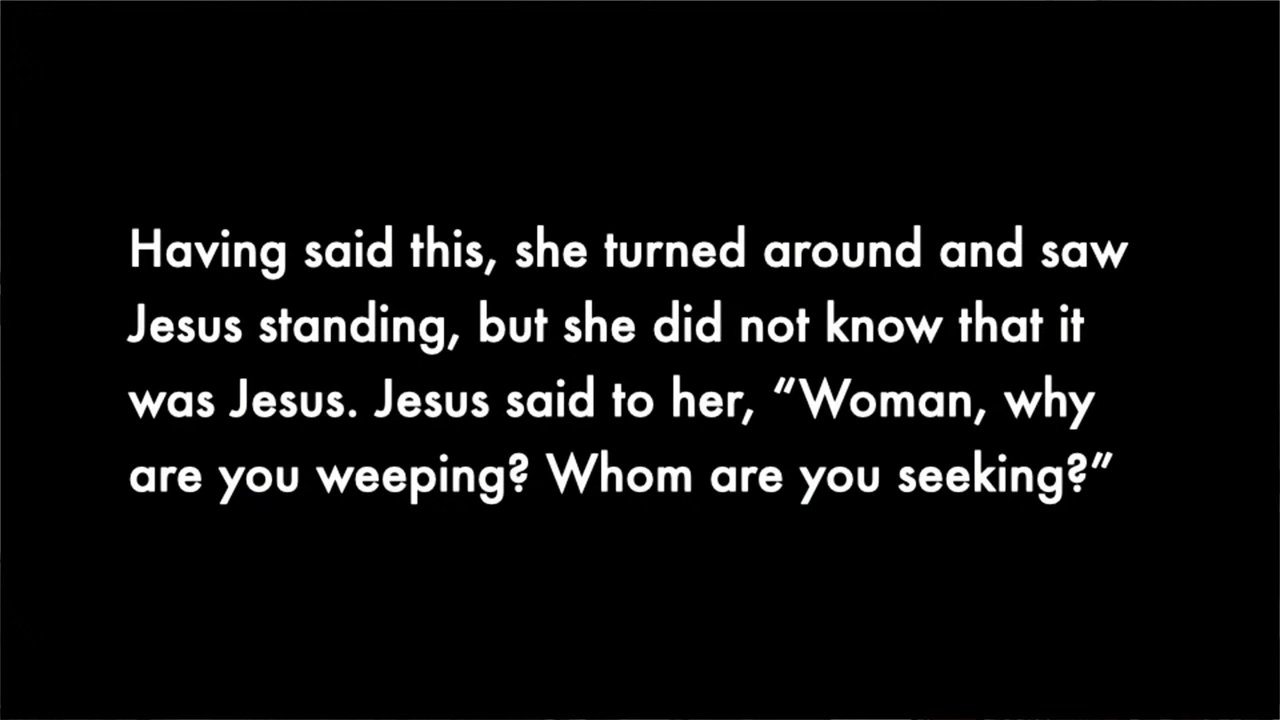 Having said this, she turned around and saw
Jesus standing, but she did not know that it
was Jesus. Jesus said to her, “Woman, why
are you weeping? Whom are you seeking?”